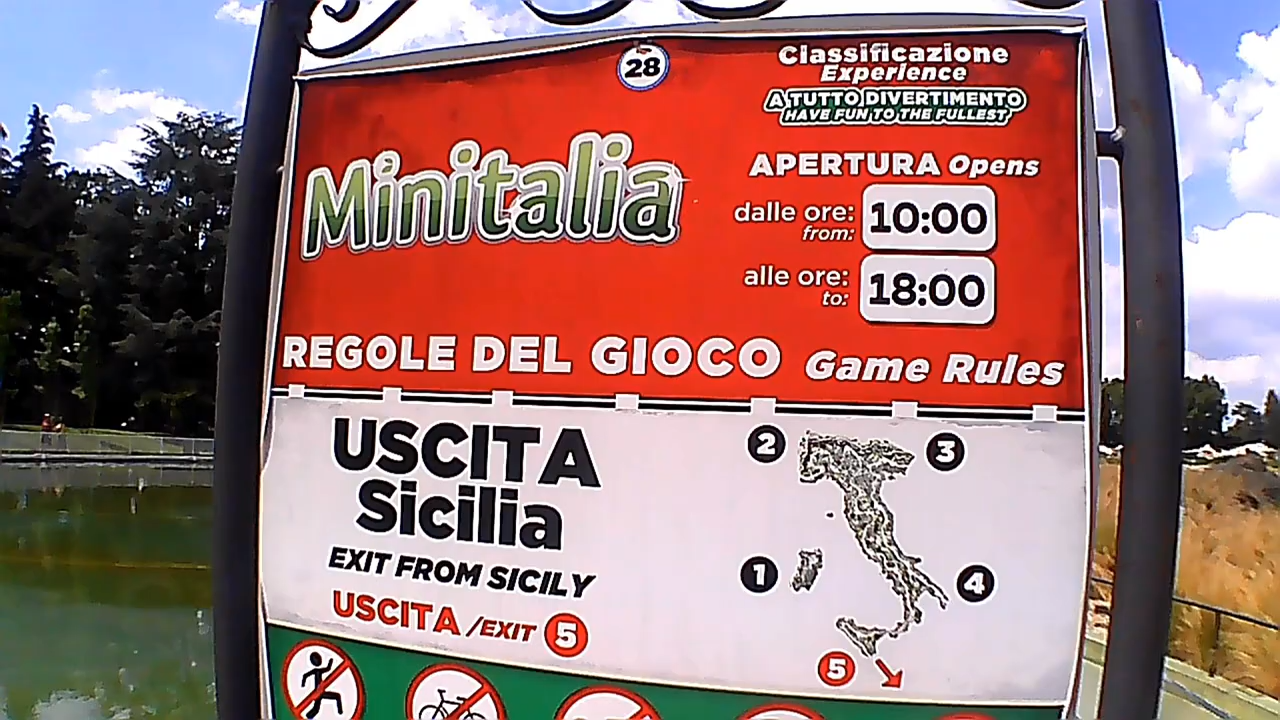 28
Classificazione
Experience
A TUTTO DIVERTIMENTO
HAVE FUN TO THE FULLEST
Minitalia
APERTURA Opens
dalle ore: 10:00
from:
alle ore: 18:00
to:
REGOLE DEL GIOCO Game Rules
USCITA
Sicilia
EXIT FROM SICILY
USCITA /EXIT 5
2
3
1
4
5